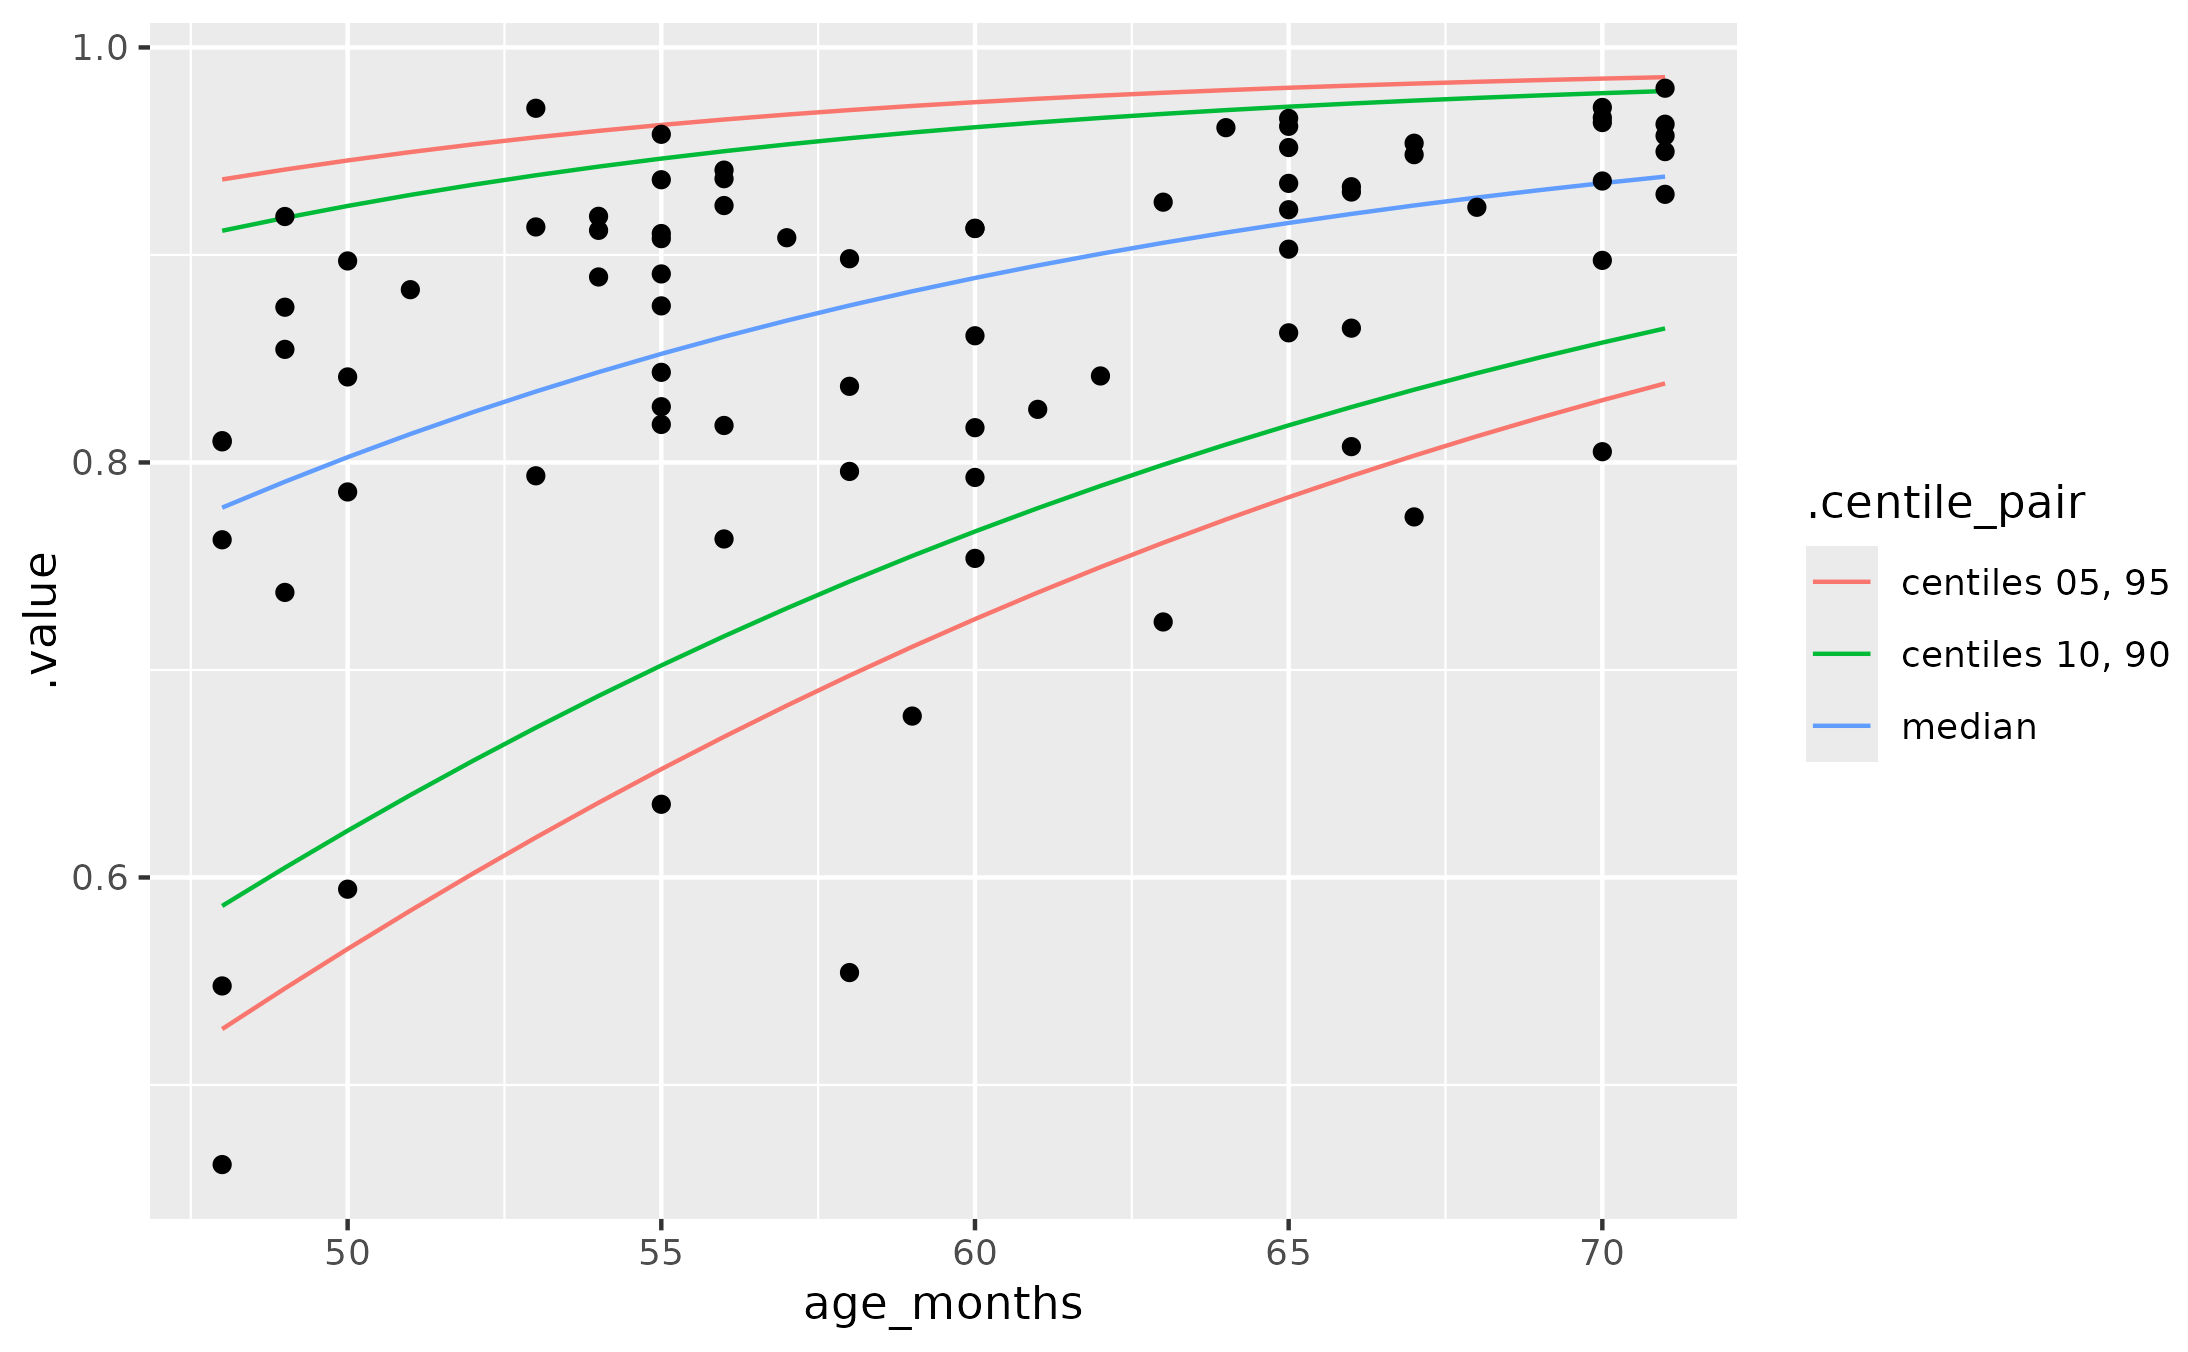 1.0
0.8
0.6
.value
50 55 60 65 70
age_months
.centile_pair
centiles 05, 95
centiles 10, 90
median